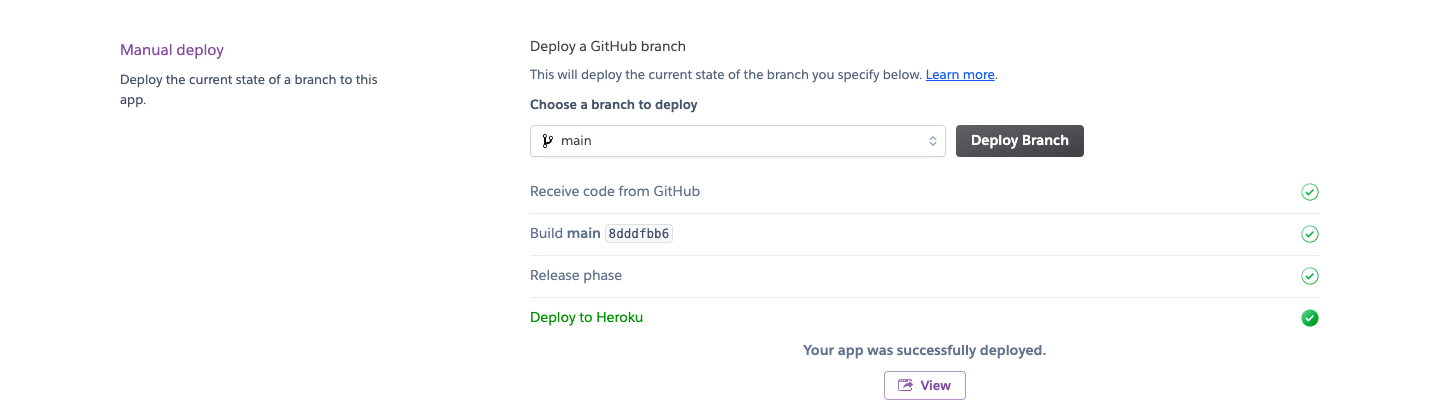 Manual deploy
Deploy the current state of a branch to this
app.
Deploy a GitHub branch
This will deploy the current state of the branch you specify below. Learn more.
Choose a branch to deploy
main
Deploy Branch
Receive code from GitHub
Build main 8dddfbb6
Release phase
Deploy to Heroku
Your app was successfully deployed.
View